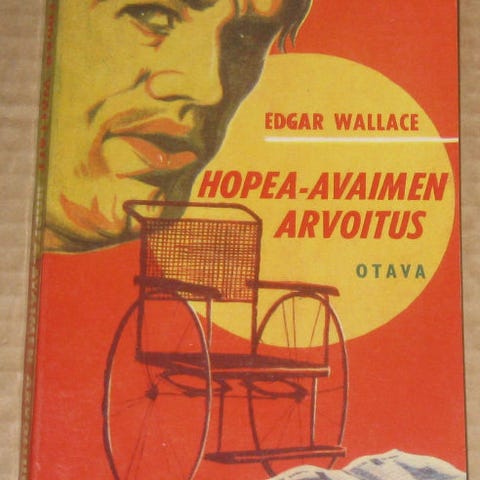 EDGAR WALLACE
HOPEA-AVAIMEN
ARVOITUS
OTAVA